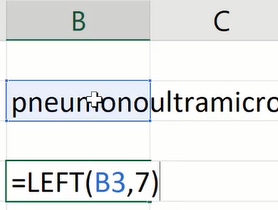 B C
pneumonoultramicro
=LEFT(B3,7)